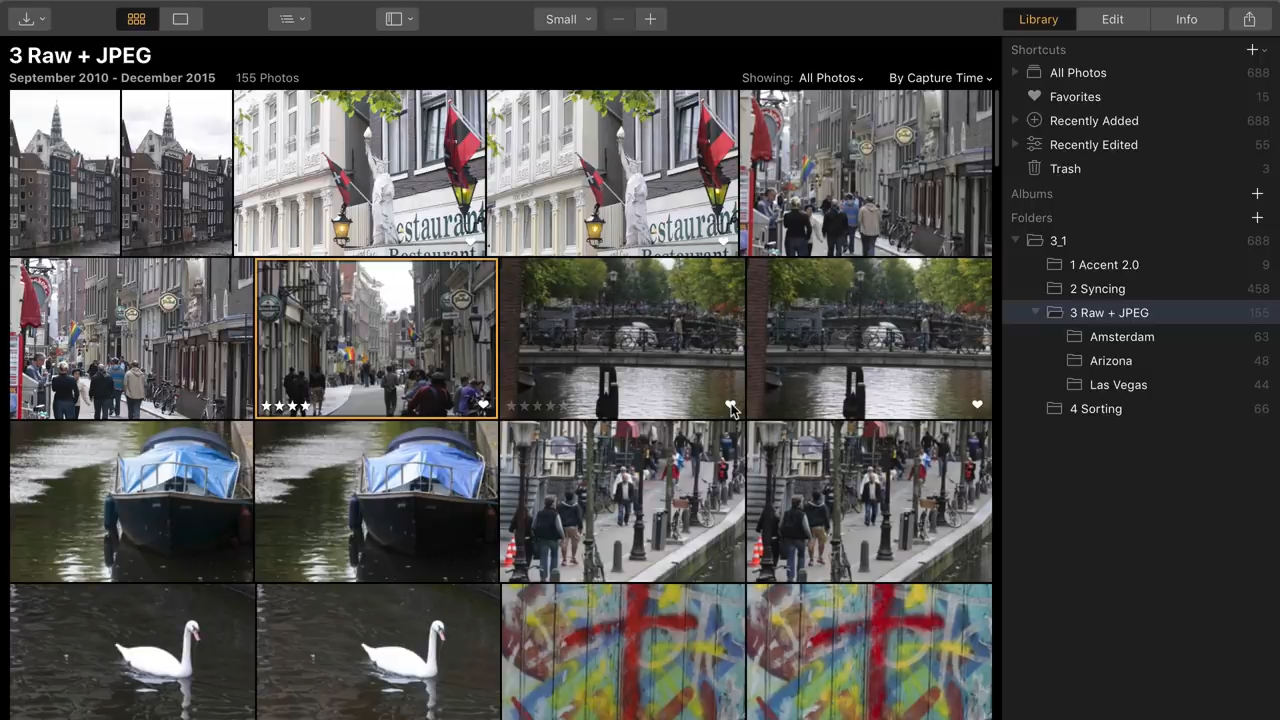 Small
Library
Edit
Info
3 Raw + JPEG
September 2010 - December 2015
155 Photos
Showing: All Photos
By Capture Time
Shortcuts
All Photos 688
Favorites 15
Recently Added 688
Recently Edited 55
Trash 3
Albums
Folders
3_1 688
1 Accent 2.0 9
2 Syncing 458
3 Raw + JPEG 155
Amsterdam 63
Arizona 48
Las Vegas 44
4 Sorting 66
estaurant
estaurant
Restaurant
Restaurant